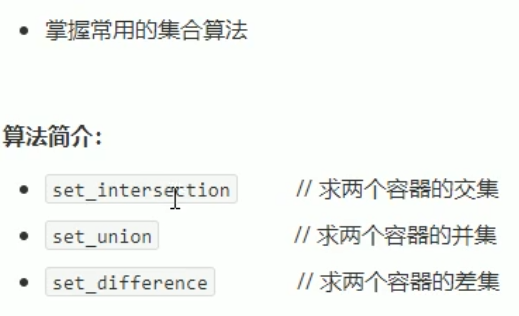 掌握常用的集合算法
算法简介：
set_intersection // 求两个容器的交集
set_union // 求两个容器的并集
set_difference // 求两个容器的差集